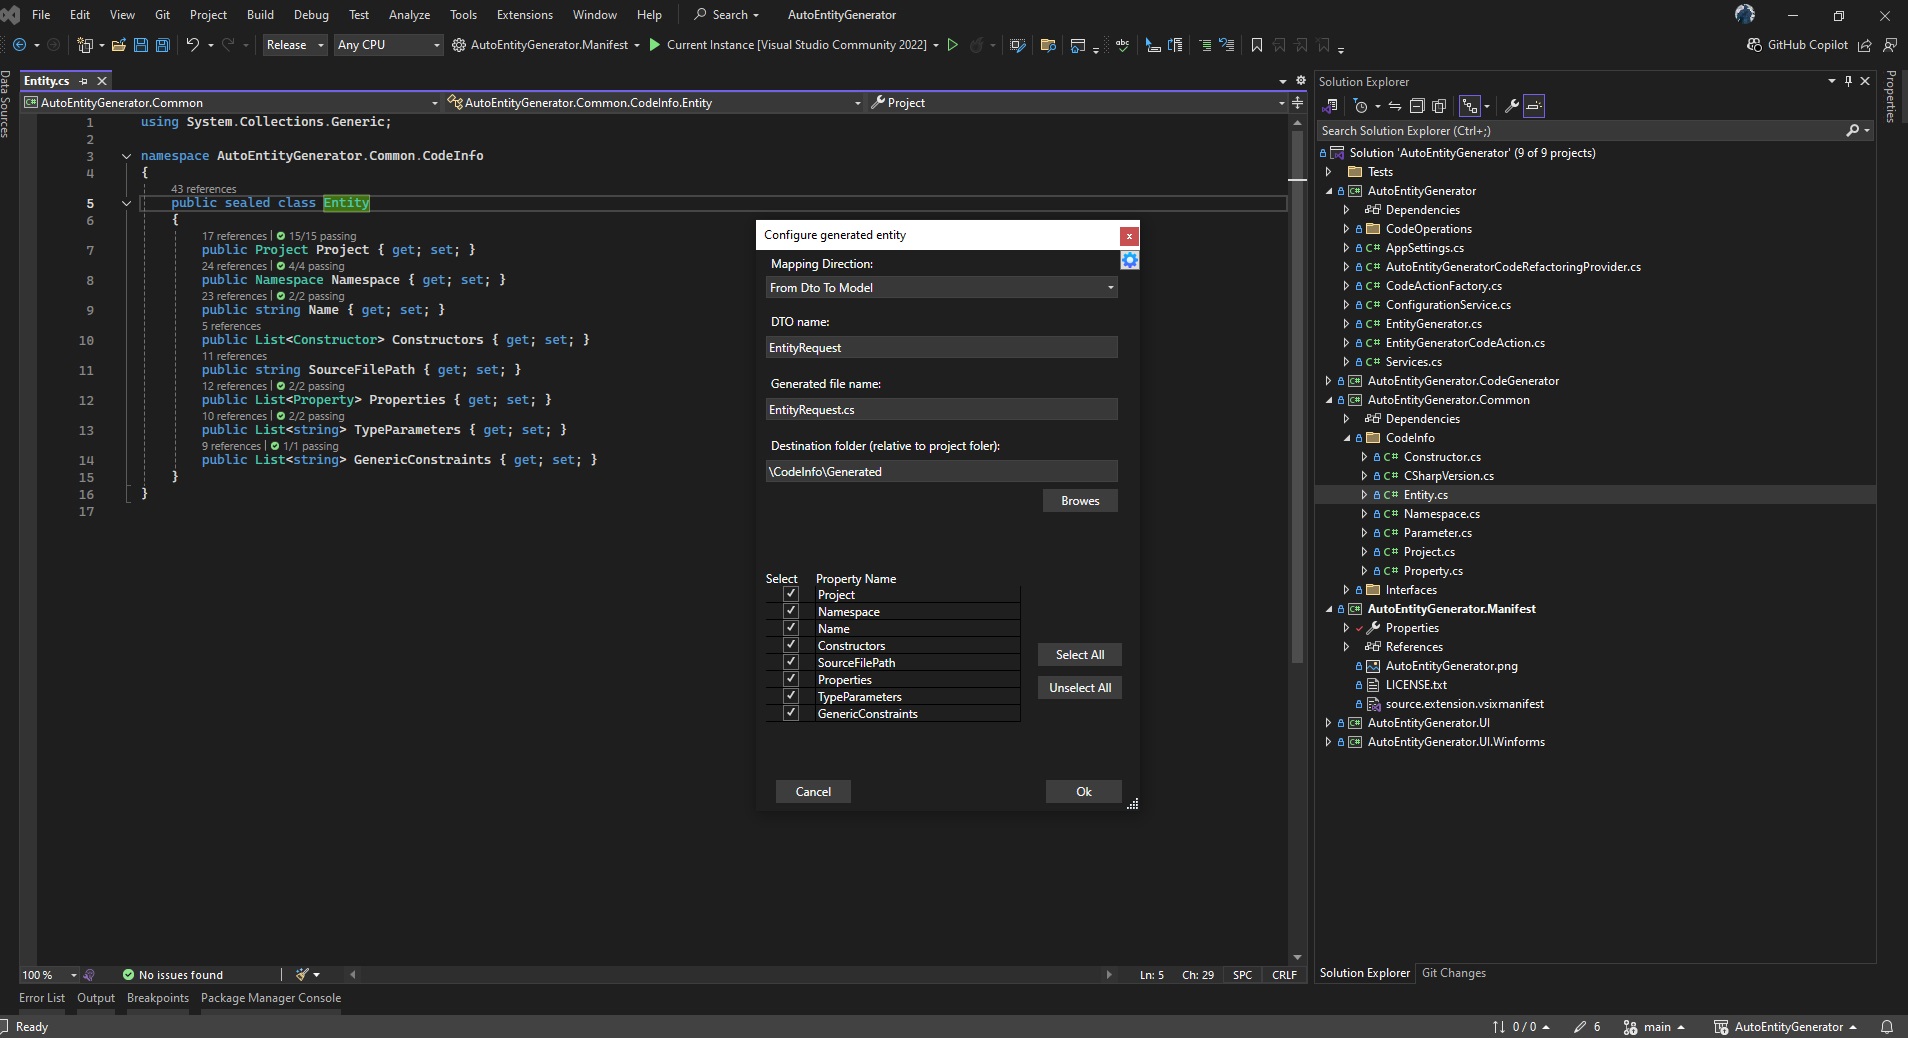 File Edit View Git Project Build Debug Test Analyze Tools Extensions Window Help Search AutoEntityGenerator
Release Any CPU AutoEntityGenerator.Manifest Current Instance [Visual Studio Community 2022] abc GitHub Copilot
Data Sources
Entity.cs
AutoEntityGenerator.Common AutoEntityGenerator.Common.CodeInfo.Entity Project
1 using System.Collections.Generic;
2
3 namespace AutoEntityGenerator.Common.CodeInfo
4 {
43 references
5 public sealed class Entity
6 {
17 references | 15/15 passing
7 public Project Project { get; set; }
24 references | 4/4 passing
8 public Namespace Namespace { get; set; }
23 references | 2/2 passing
9 public string Name { get; set; }
5 references
10 public List<Constructor> Constructors { get; set; }
11 references
11 public string SourceFilePath { get; set; }
12 references | 2/2 passing
12 public List<Property> Properties { get; set; }
10 references | 2/2 passing
13 public List<string> TypeParameters { get; set; }
9 references | 1/1 passing
14 public List<string> GenericConstraints { get; set; }
15 }
16 }
17
Configure generated entity x
Mapping Direction:
From Dto To Model
DTO name:
EntityRequest
Generated file name:
EntityRequest.cs
Destination folder (relative to project foler):
\CodeInfo\Generated
Browes
Select Property Name
Project
Namespace
Name
Constructors
SourceFilePath
Properties
TypeParameters
GenericConstraints
Select All
Unselect All
Cancel Ok
Solution Explorer
Search Solution Explorer (Ctrl+;)
Solution 'AutoEntityGenerator' (9 of 9 projects)
Tests
C# AutoEntityGenerator
Dependencies
CodeOperations
C# AppSettings.cs
C# AutoEntityGeneratorCodeRefactoringProvider.cs
C# CodeActionFactory.cs
C# ConfigurationService.cs
C# EntityGenerator.cs
C# EntityGeneratorCodeAction.cs
C# Services.cs
C# AutoEntityGenerator.CodeGenerator
C# AutoEntityGenerator.Common
Dependencies
CodeInfo
C# Constructor.cs
C# CSharpVersion.cs
C# Entity.cs
C# Namespace.cs
C# Parameter.cs
C# Project.cs
C# Property.cs
Interfaces
C# AutoEntityGenerator.Manifest
Properties
References
AutoEntityGenerator.png
LICENSE.txt
source.extension.vsixmanifest
C# AutoEntityGenerator.UI
C# AutoEntityGenerator.UI.Winforms
Properties
100 % No issues found Ln: 5 Ch: 29 SPC CRLF
Solution Explorer Git Changes
Error List Output Breakpoints Package Manager Console
Ready 0 / 0 6 main AutoEntityGenerator